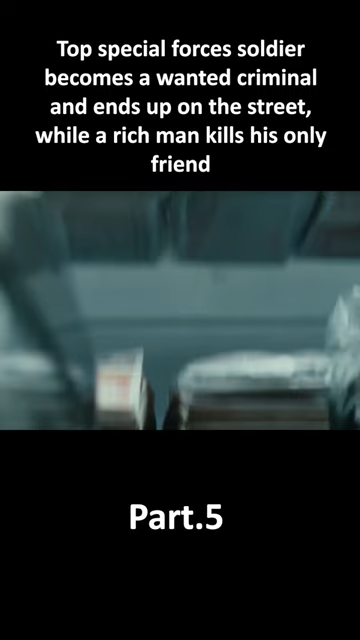 Top special forces soldier
becomes a wanted criminal
and ends up on the street,
while a rich man kills his only
friend
Part.5